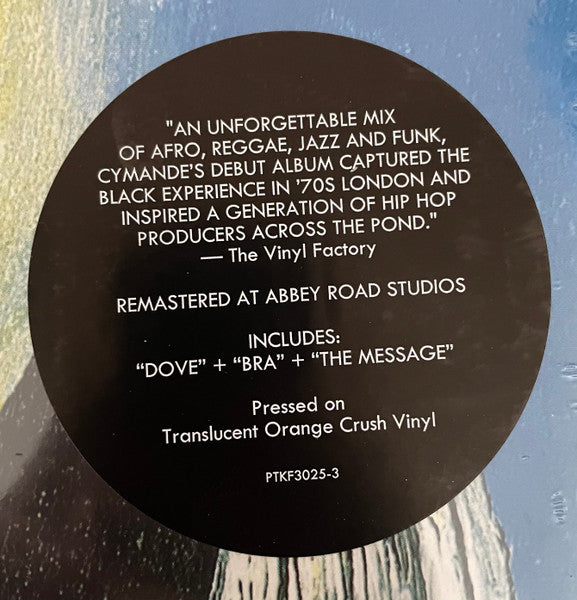 "AN UNFORGETTABLE MIX
OF AFRO, REGGAE, JAZZ AND FUNK,
CYMANDE'S DEBUT ALBUM CAPTURED THE
BLACK EXPERIENCE IN '70S LONDON AND
INSPIRED A GENERATION OF HIP HOP
PRODUCERS ACROSS THE POND."
— The Vinyl Factory
REMASTERED AT ABBEY ROAD STUDIOS
INCLUDES:
“DOVE” + “BRA” + “THE MESSAGE”
Pressed on
Translucent Orange Crush Vinyl
PTKF3025-3